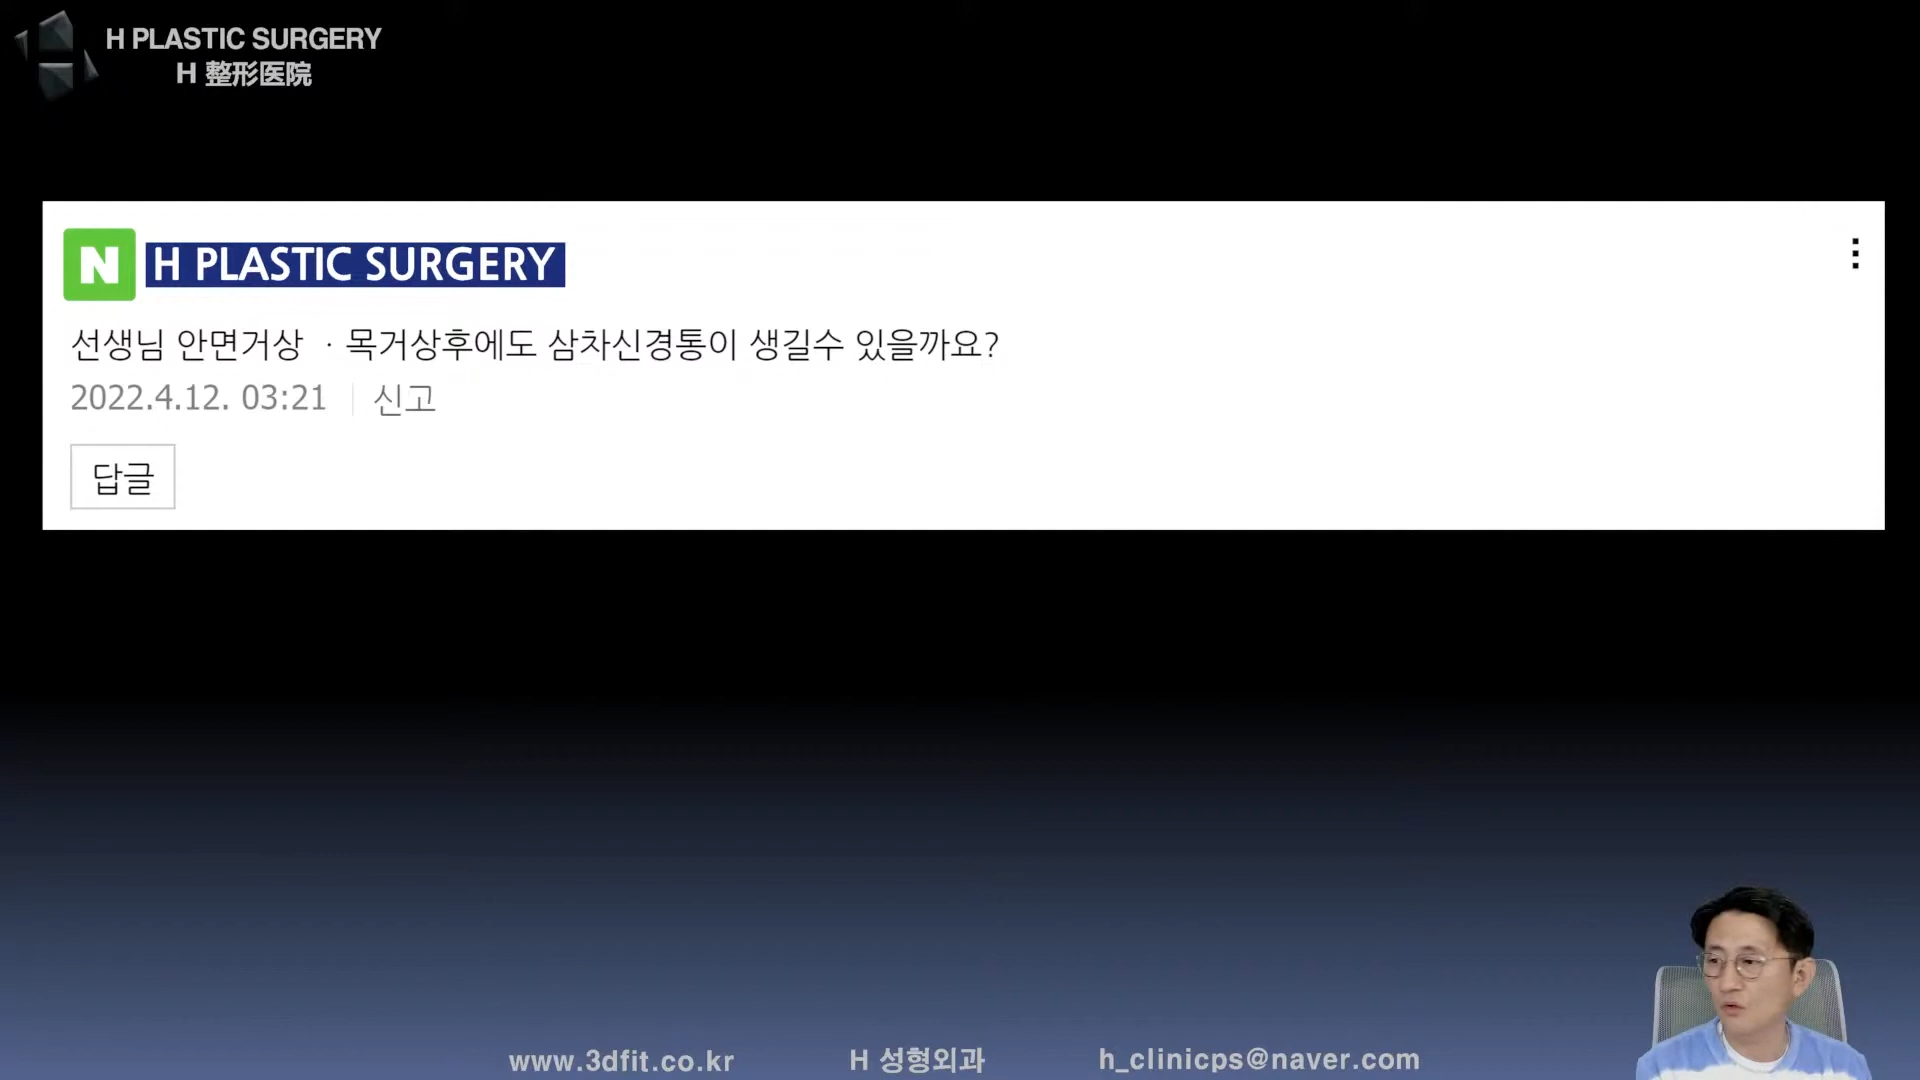 H PLASTIC SURGERY
H 整形医院
N H PLASTIC SURGERY
선생님 안면거상 · 목거상후에도 삼차신경통이 생길수 있을까요?
2022.4.12. 03:21 신고
답글
www.3dfit.co.kr H 성형외과 h_clinicps@naver.com